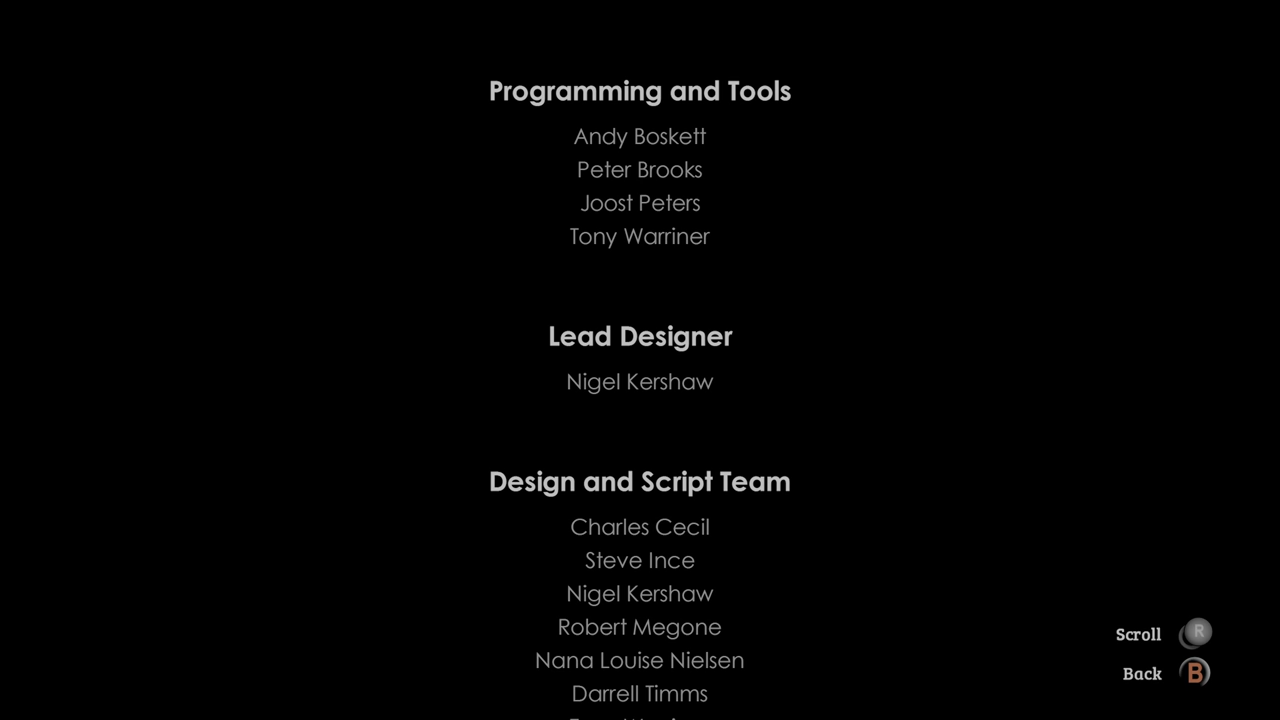 Programming and Tools
Andy Boskett
Peter Brooks
Joost Peters
Tony Warriner
Lead Designer
Nigel Kershaw
Design and Script Team
Charles Cecil
Steve Ince
Nigel Kershaw
Robert Megone
Nana Louise Nielsen
Darrell Timms
Scroll R
Back B